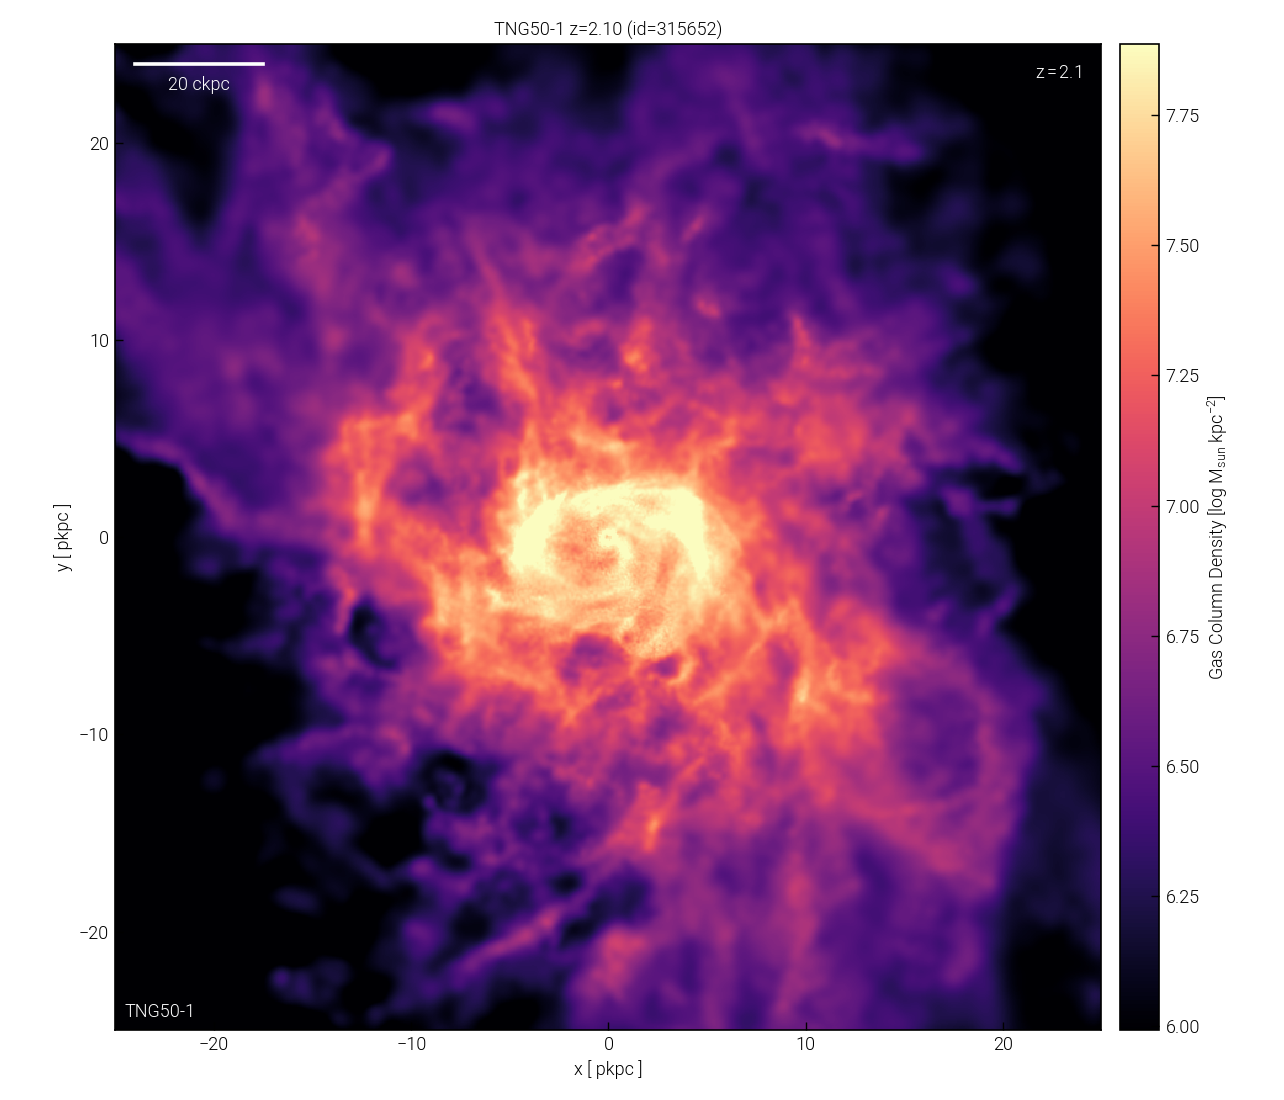 TNG50-1 z=2.10 (id=315652)
20 ckpc
z = 2.1
TNG50-1
y [ pkpc ]
20
10
0
−10
−20
−20
−10
0
10
20
x [ pkpc ]
7.75
7.50
7.25
7.00
6.75
6.50
6.25
6.00
Gas Column Density [log M_sun kpc^−2]